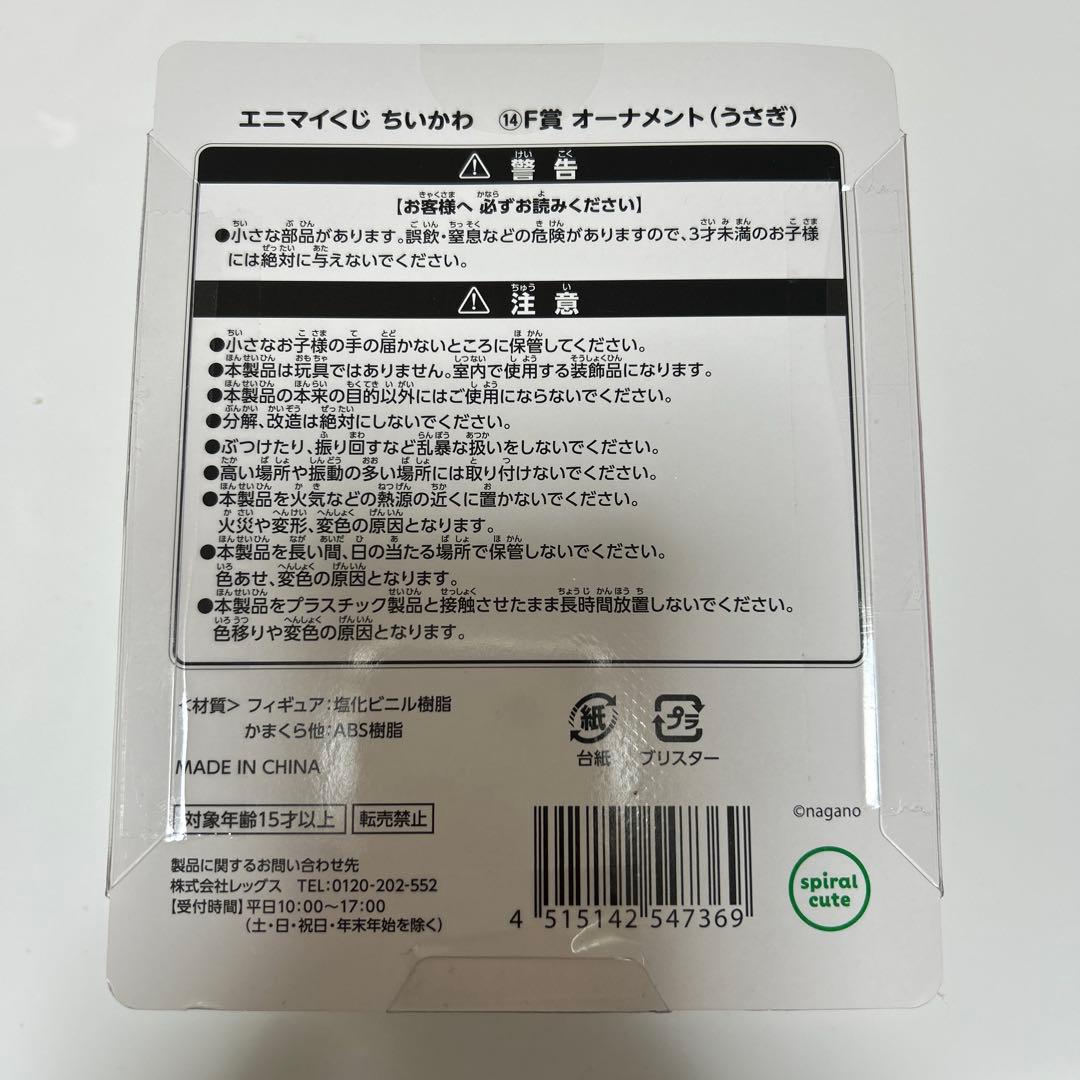 エニマイくじ ちいかわ ⑭F賞 オーナメント(うさぎ)
⚠ 警告
【お客様へ 必ずお読みください】
●小さな部品があります。誤飲・窒息などの危険がありますので、3才未満のお子様
には絶対に与えないでください。
⚠ 注意
●小さなお子様の手の届かないところに保管してください。
●本製品は玩具ではありません。室内で使用する装飾品になります。
●本製品の本来の目的以外にはご使用にならないでください。
●分解、改造は絶対にしないでください。
●ぶつけたり、振り回すなど乱暴な扱いをしないでください。
●高い場所や振動の多い場所には取り付けないでください。
●本製品を火気などの熱源の近くに置かないでください。
火災や変形、変色の原因となります。
●本製品を長い間、日の当たる場所で保管しないでください。
色あせ、変色の原因となります。
●本製品をプラスチック製品と接触させたまま長時間放置しないでください。
色移りや変色の原因となります。
<材質> フィギュア:塩化ビニル樹脂
かまくら他:ABS樹脂
紙
台紙
プラ
ブリスター
MADE IN CHINA
対象年齢15才以上 転売禁止
©nagano
製品に関するお問い合わせ先
株式会社レッグス TEL:0120-202-552
【受付時間】平日10:00〜17:00
(土・日・祝日・年末年始を除く)
4 515142 547369
spiral
cute